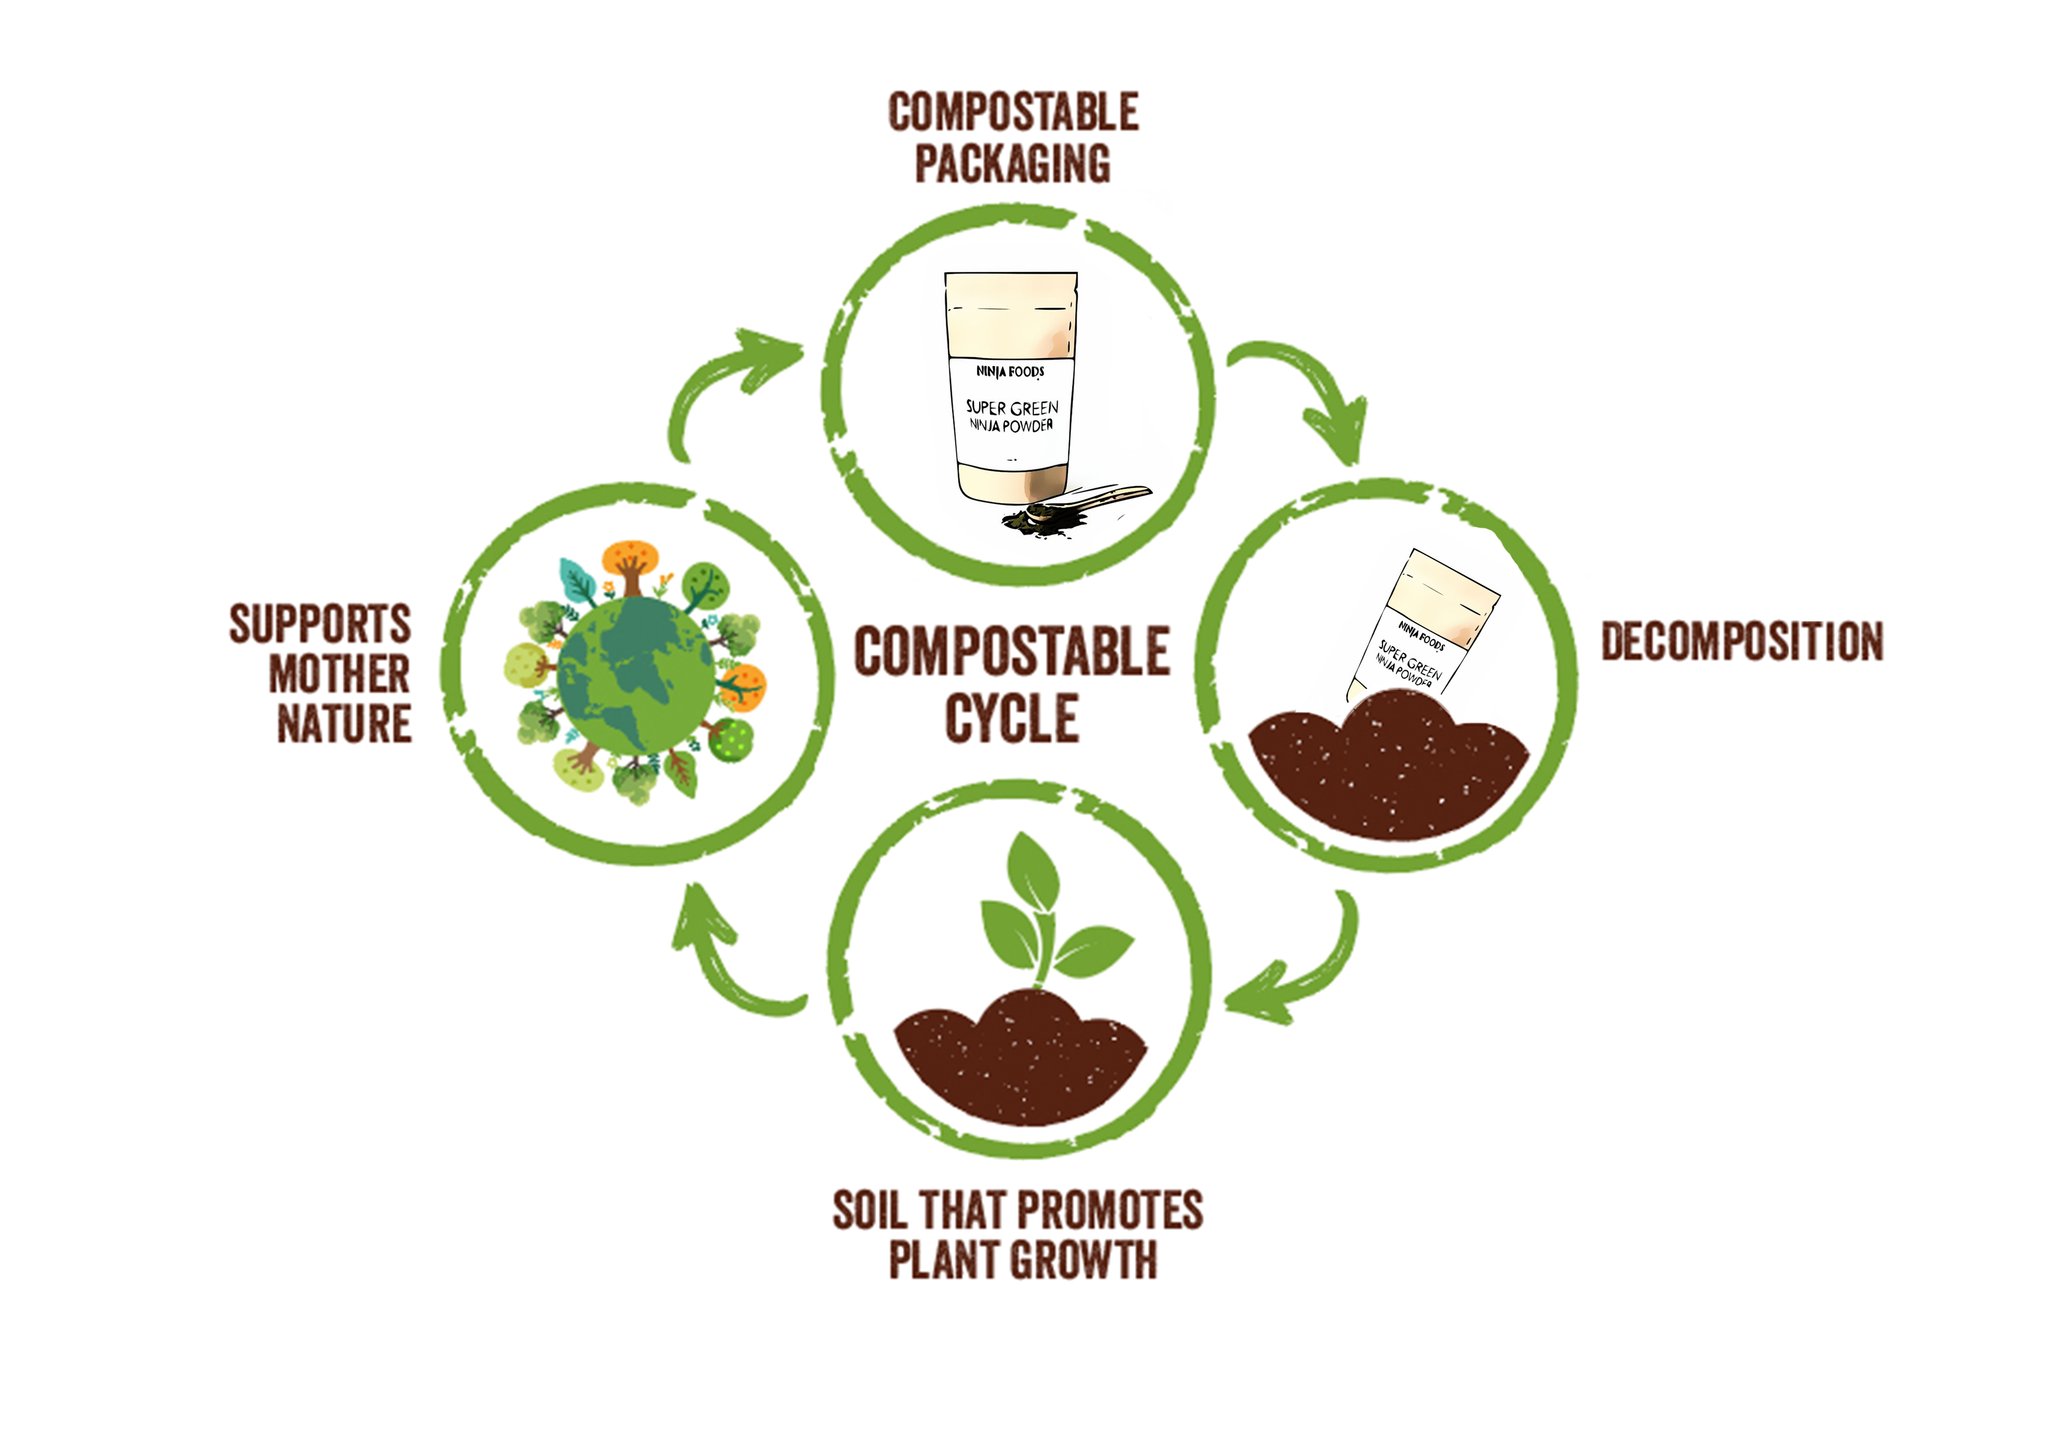 COMPOSTABLE
PACKAGING
NINJA FOODS
SUPER GREEN
NINJA POWDER
DECOMPOSITION
NINJA FOODS
SUPER GREEN
NINJA POWDER
COMPOSTABLE
CYCLE
SUPPORTS
MOTHER
NATURE
SOIL THAT PROMOTES
PLANT GROWTH